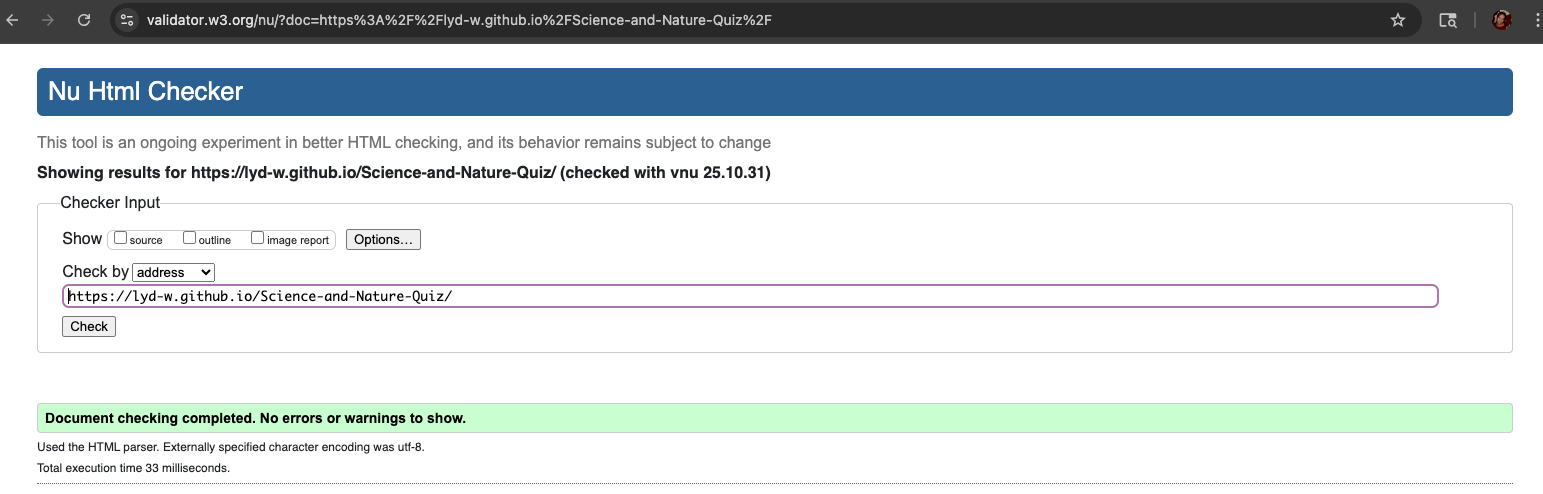 validator.w3.org/nu/?doc=https%3A%2F%2Flyd-w.github.io%2FScience-and-Nature-Quiz%2F
Nu Html Checker
This tool is an ongoing experiment in better HTML checking, and its behavior remains subject to change
Showing results for https://lyd-w.github.io/Science-and-Nature-Quiz/ (checked with vnu 25.10.31)
Checker Input
Show source outline image report Options...
Check by address
https://lyd-w.github.io/Science-and-Nature-Quiz/
Check
Document checking completed. No errors or warnings to show.
Used the HTML parser. Externally specified character encoding was utf-8.
Total execution time 33 milliseconds.